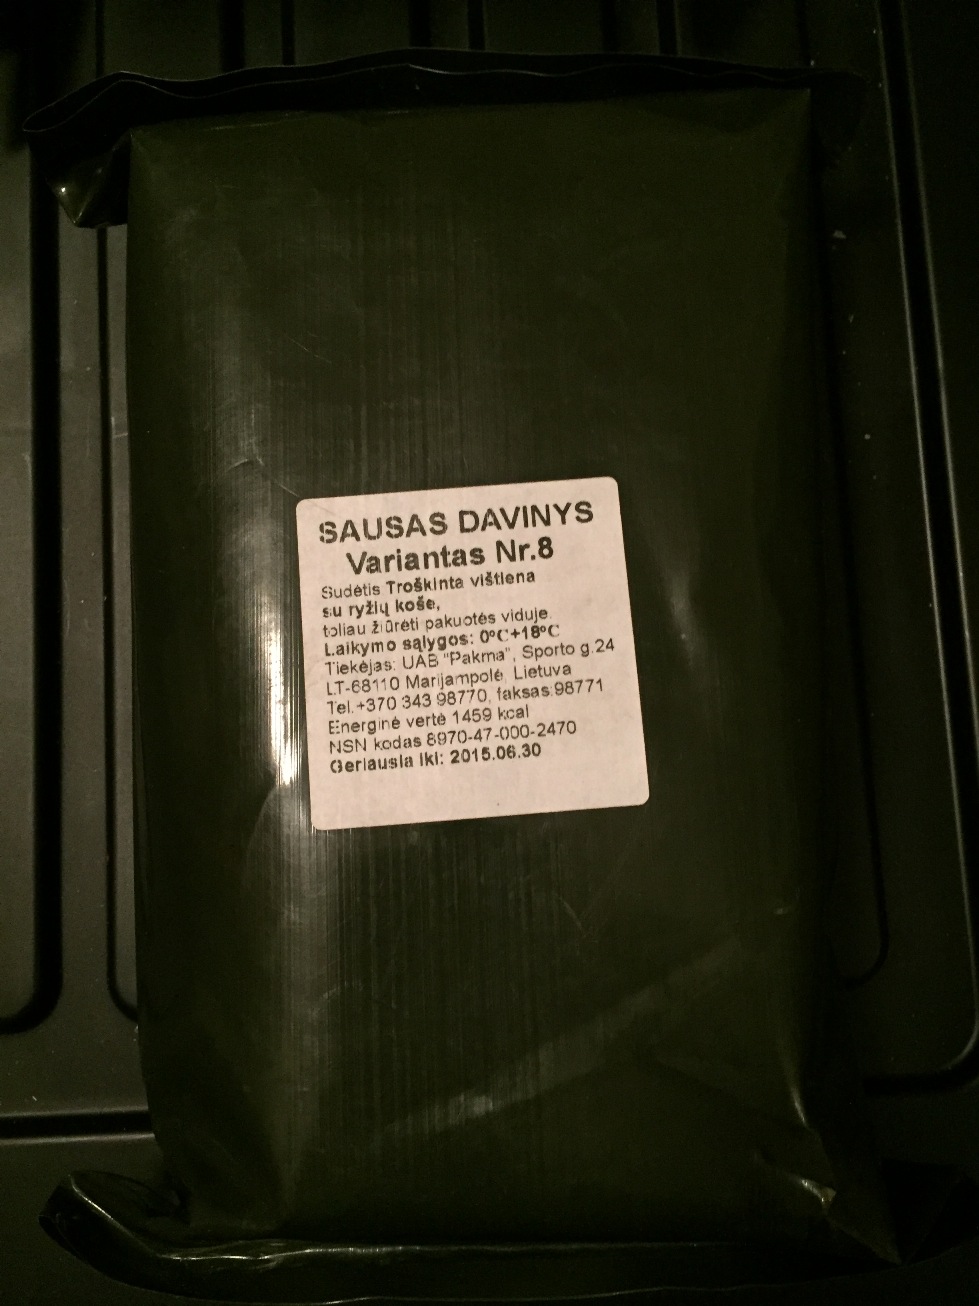 SAUSAS DAVINYS
Variantas Nr.8
Sudėtis Troškinta vištiena
su ryžių koše,
toliau žiūrėti pakuotės viduje.
Laikymo sąlygos: 0°C+18°C
Tiekėjas: UAB "Pakma", Sporto g.24
LT-68110 Marijampolė, Lietuva
Tel.+370 343 98770, faksas:98771
Energinė vertė 1459 kcal
NSN kodas 8970-47-000-2470
Geriausia iki: 2015.06.30